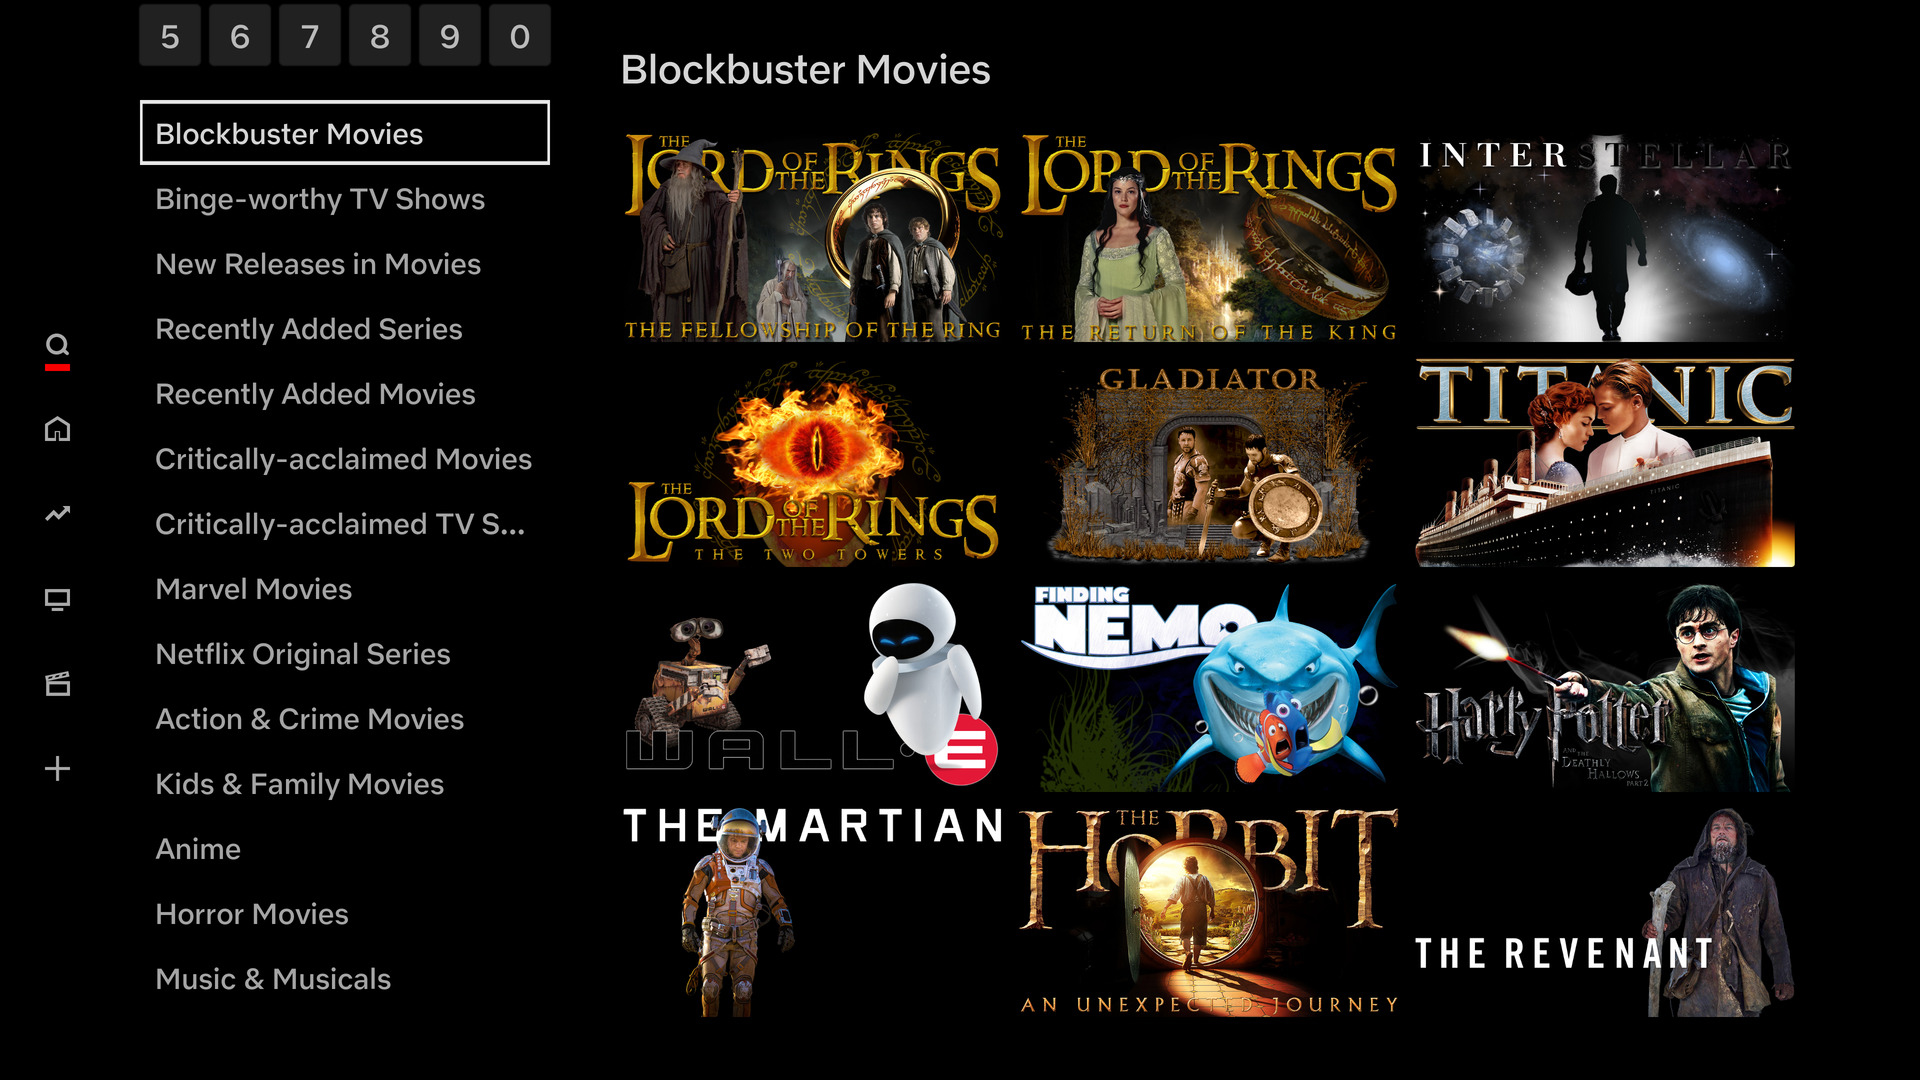 5 6 7 8 9 0
Blockbuster Movies
Binge-worthy TV Shows
New Releases in Movies
Recently Added Series
Recently Added Movies
Critically-acclaimed Movies
Critically-acclaimed TV S...
Marvel Movies
Netflix Original Series
Action & Crime Movies
Kids & Family Movies
Anime
Horror Movies
Music & Musicals
Blockbuster Movies
THE
LORD OF THE RINGS
THE FELLOWSHIP OF THE RING
THE
LORD OF THE RINGS
THE RETURN OF THE KING
INTERSTELLAR
THE
LORD OF THE RINGS
THE TWO TOWERS
GLADIATOR
TITANIC
TITANIC
WALL·E
FINDING
NEMO
Harry Potter
AND THE
DEATHLY
HALLOWS
PART 2
THE MARTIAN
THE
HOBBIT
AN UNEXPECTED JOURNEY
THE REVENANT